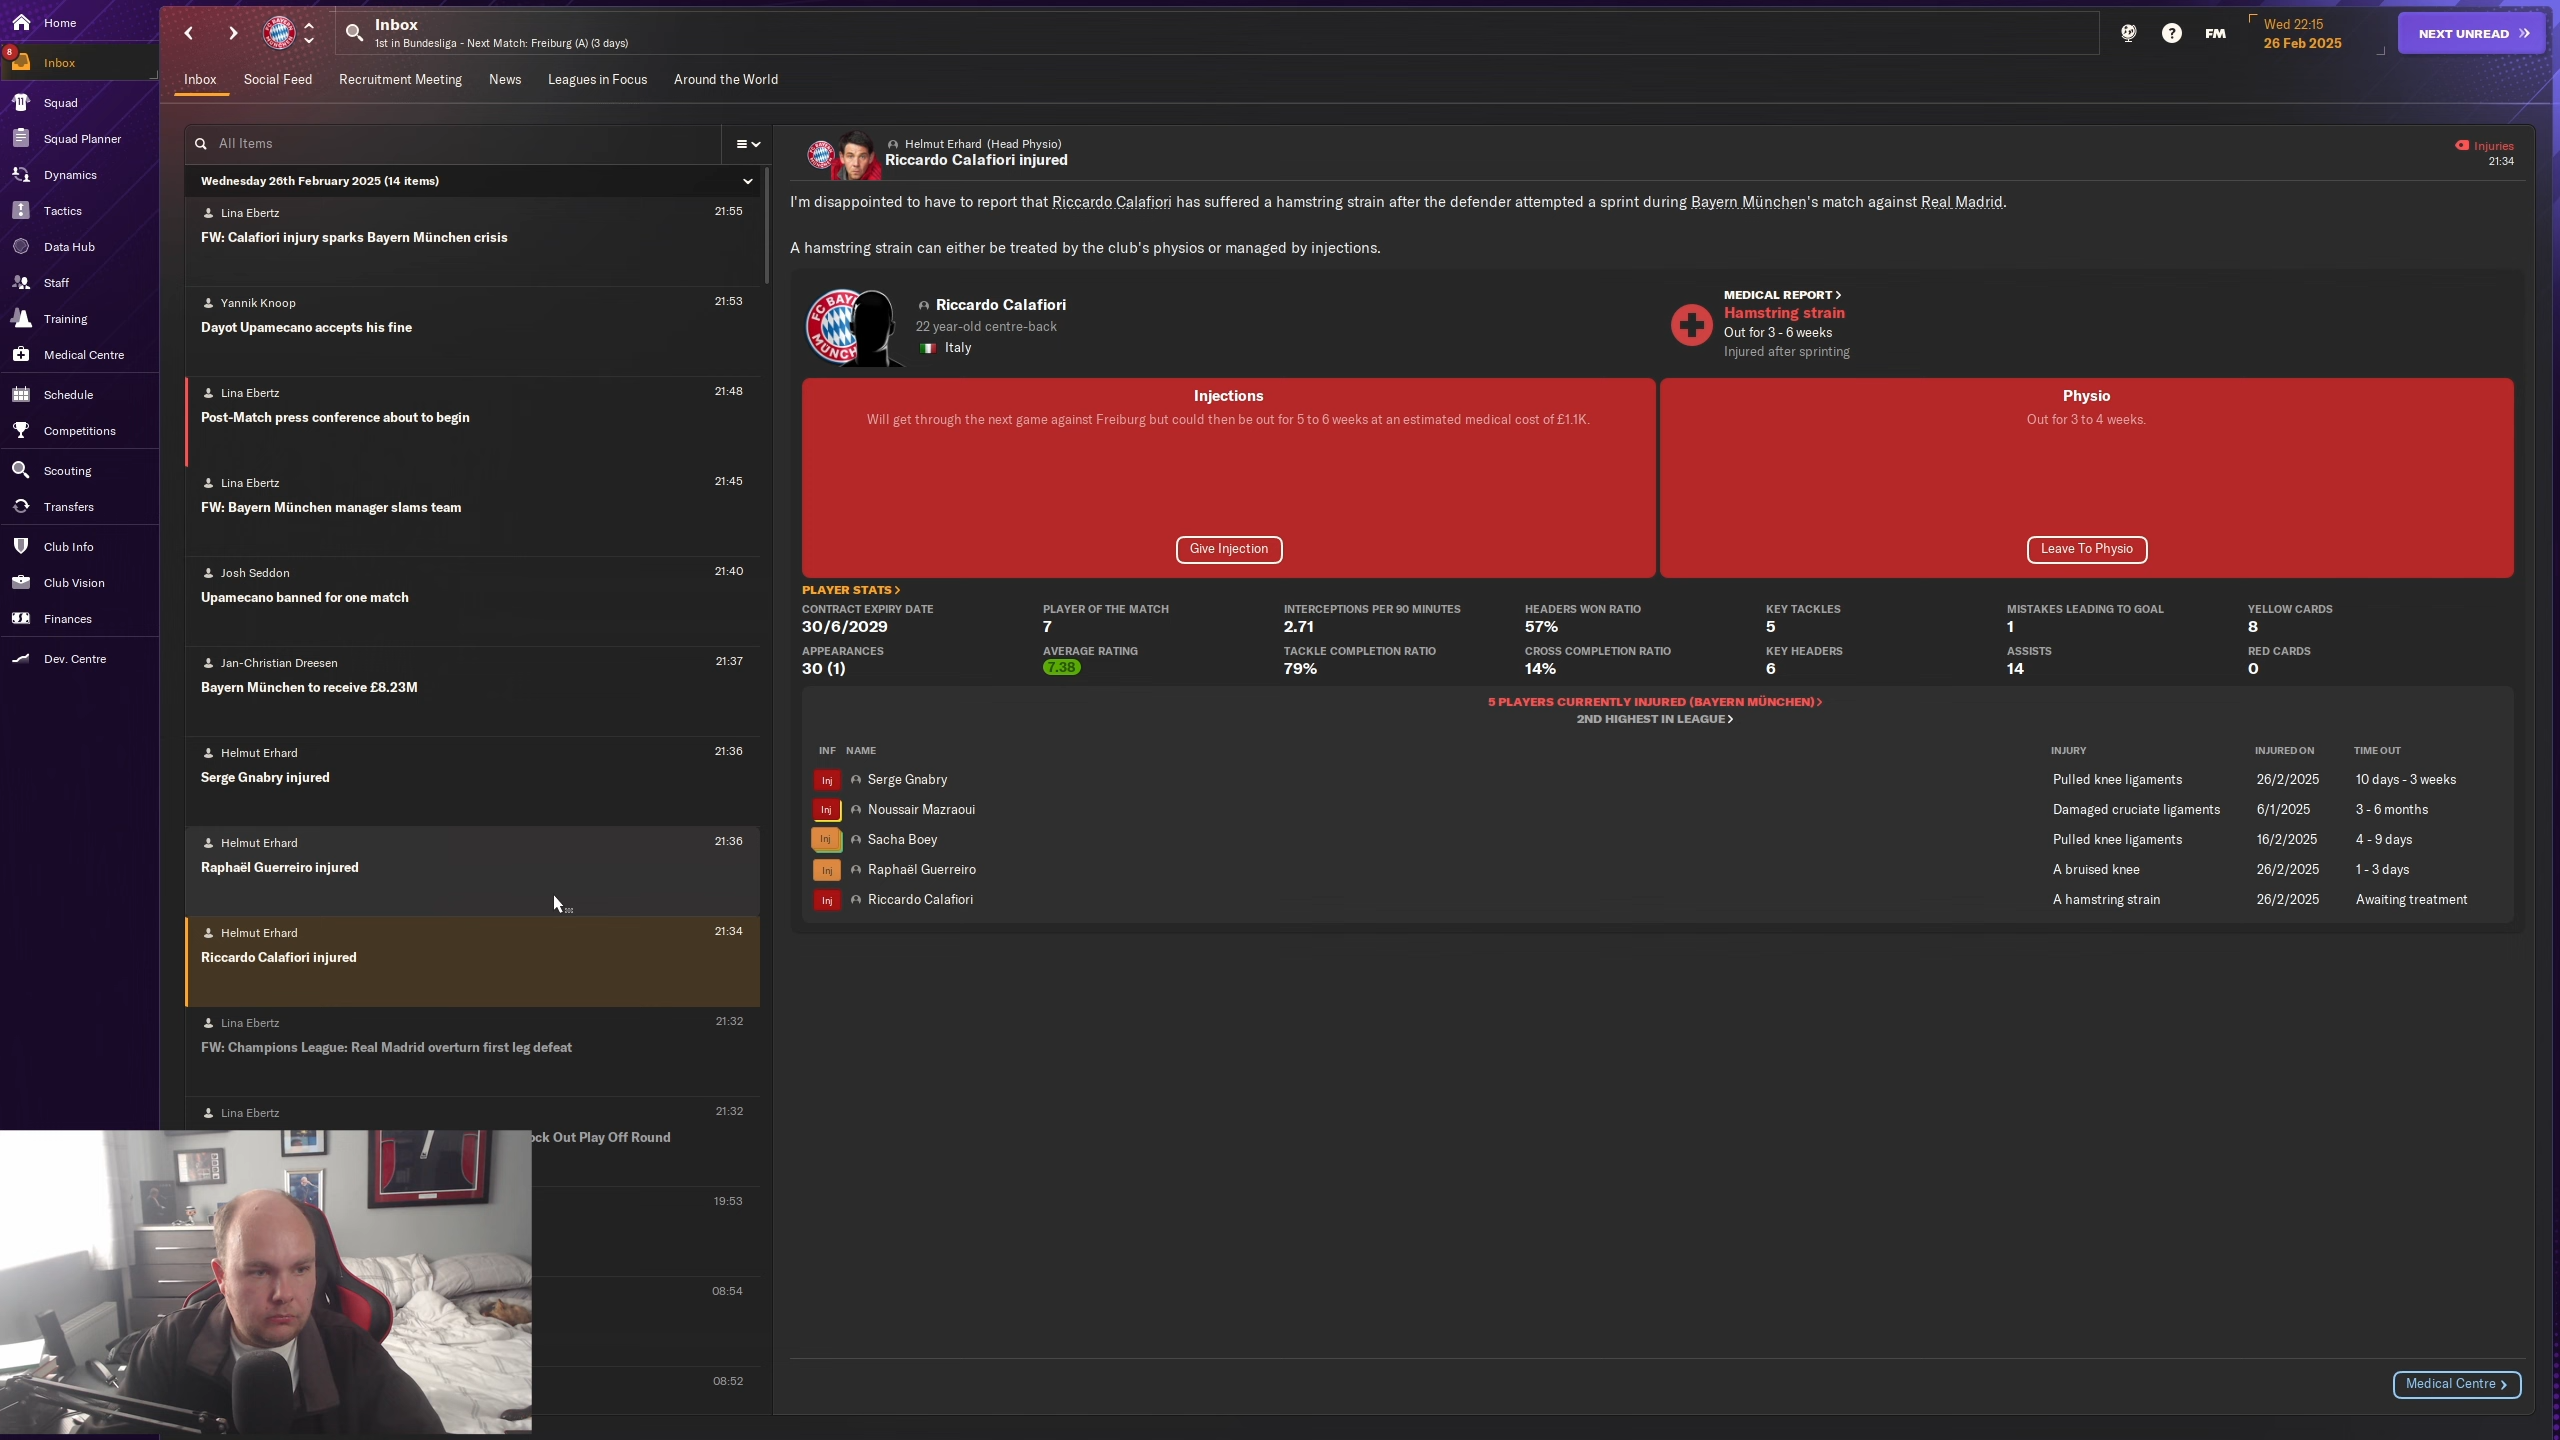 Home
8
Inbox
Squad
Squad Planner
Dynamics
Tactics
Data Hub
Staff
Training
Medical Centre
Schedule
Competitions
Scouting
Transfers
Club Info
Club Vision
Finances
Dev. Centre
Inbox
1st in Bundesliga - Next Match: Freiburg (A) (3 days)
FM
Wed 22:15
26 Feb 2025
NEXT UNREAD
Inbox
Social Feed
Recruitment Meeting
News
Leagues in Focus
Around the World
All Items
Wednesday 26th February 2025 (14 items)
Lina Ebertz 21:55
FW: Calafiori injury sparks Bayern München crisis
Yannik Knoop 21:53
Dayot Upamecano accepts his fine
Lina Ebertz 21:48
Post-Match press conference about to begin
Lina Ebertz 21:45
FW: Bayern München manager slams team
Josh Seddon 21:40
Upamecano banned for one match
Jan-Christian Dreesen 21:37
Bayern München to receive £8.23M
Helmut Erhard 21:36
Serge Gnabry injured
Helmut Erhard 21:36
Raphaël Guerreiro injured
Helmut Erhard 21:34
Riccardo Calafiori injured
Lina Ebertz 21:32
FW: Champions League: Real Madrid overturn first leg defeat
Lina Ebertz 21:32
ock Out Play Off Round
19:53
08:54
08:52
Helmut Erhard (Head Physio)
Riccardo Calafiori injured
Injuries
21:34
I'm disappointed to have to report that Riccardo Calafiori has suffered a hamstring strain after the defender attempted a sprint during Bayern München's match against Real Madrid.
A hamstring strain can either be treated by the club's physios or managed by injections.
Riccardo Calafiori
22 year-old centre-back
Italy
MEDICAL REPORT
Hamstring strain
Out for 3 - 6 weeks
Injured after sprinting
Injections
Will get through the next game against Freiburg but could then be out for 5 to 6 weeks at an estimated medical cost of £1.1K.
Give Injection
Physio
Out for 3 to 4 weeks.
Leave To Physio
PLAYER STATS
CONTRACT EXPIRY DATE PLAYER OF THE MATCH INTERCEPTIONS PER 90 MINUTES HEADERS WON RATIO KEY TACKLES MISTAKES LEADING TO GOAL YELLOW CARDS
30/6/2029 7 2.71 57% 5 1 8
APPEARANCES AVERAGE RATING TACKLE COMPLETION RATIO CROSS COMPLETION RATIO KEY HEADERS ASSISTS RED CARDS
30 (1) 7.38 79% 14% 6 14 0
5 PLAYERS CURRENTLY INJURED (BAYERN MÜNCHEN)
2ND HIGHEST IN LEAGUE
INF NAME INJURY INJURED ON TIME OUT
Inj Serge Gnabry Pulled knee ligaments 26/2/2025 10 days - 3 weeks
Inj Noussair Mazraoui Damaged cruciate ligaments 6/1/2025 3 - 6 months
Inj Sacha Boey Pulled knee ligaments 16/2/2025 4 - 9 days
Inj Raphaël Guerreiro A bruised knee 26/2/2025 1 - 3 days
Inj Riccardo Calafiori A hamstring strain 26/2/2025 Awaiting treatment
Medical Centre